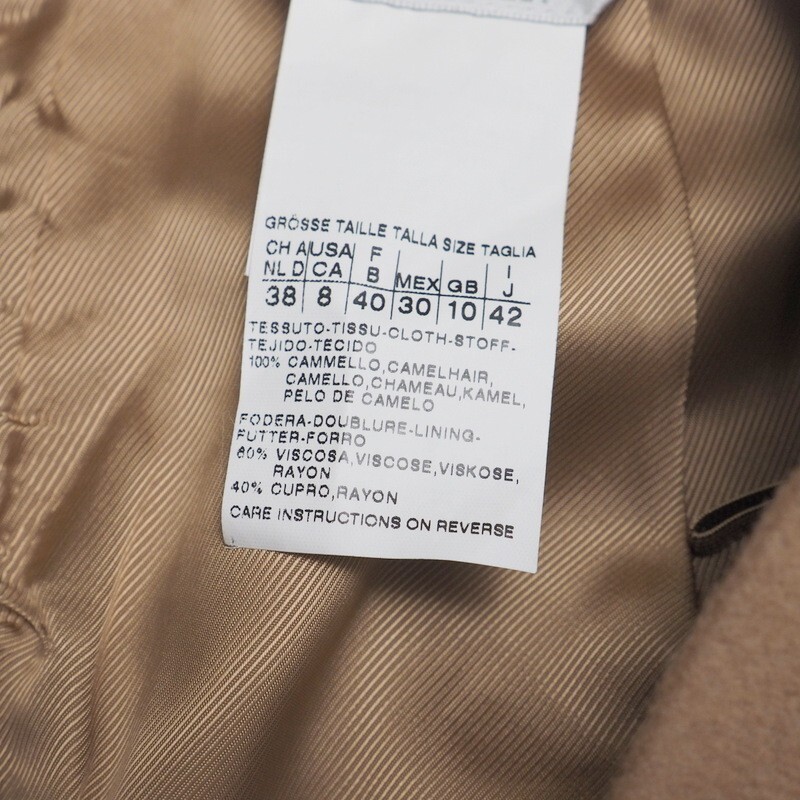 GRÖSSE TAILLE TALLA SIZE TAGLIA
CH A USA F I
NL D CA B MEX GB J
38 8 40 30 10 42
TESSUTO-TISSU-CLOTH-STOFF-
TEJIDO-TECIDO
100% CAMMELLO,CAMELHAIR,
CAMELLO,CHAMEAU,KAMEL,
PELO DE CAMELO
FODERA-DOUBLURE-LINING-
FUTTER-FORRO
60% VISCOSA,VISCOSE,VISKOSE,
RAYON
40% CUPRO,RAYON
CARE INSTRUCTIONS ON REVERSE